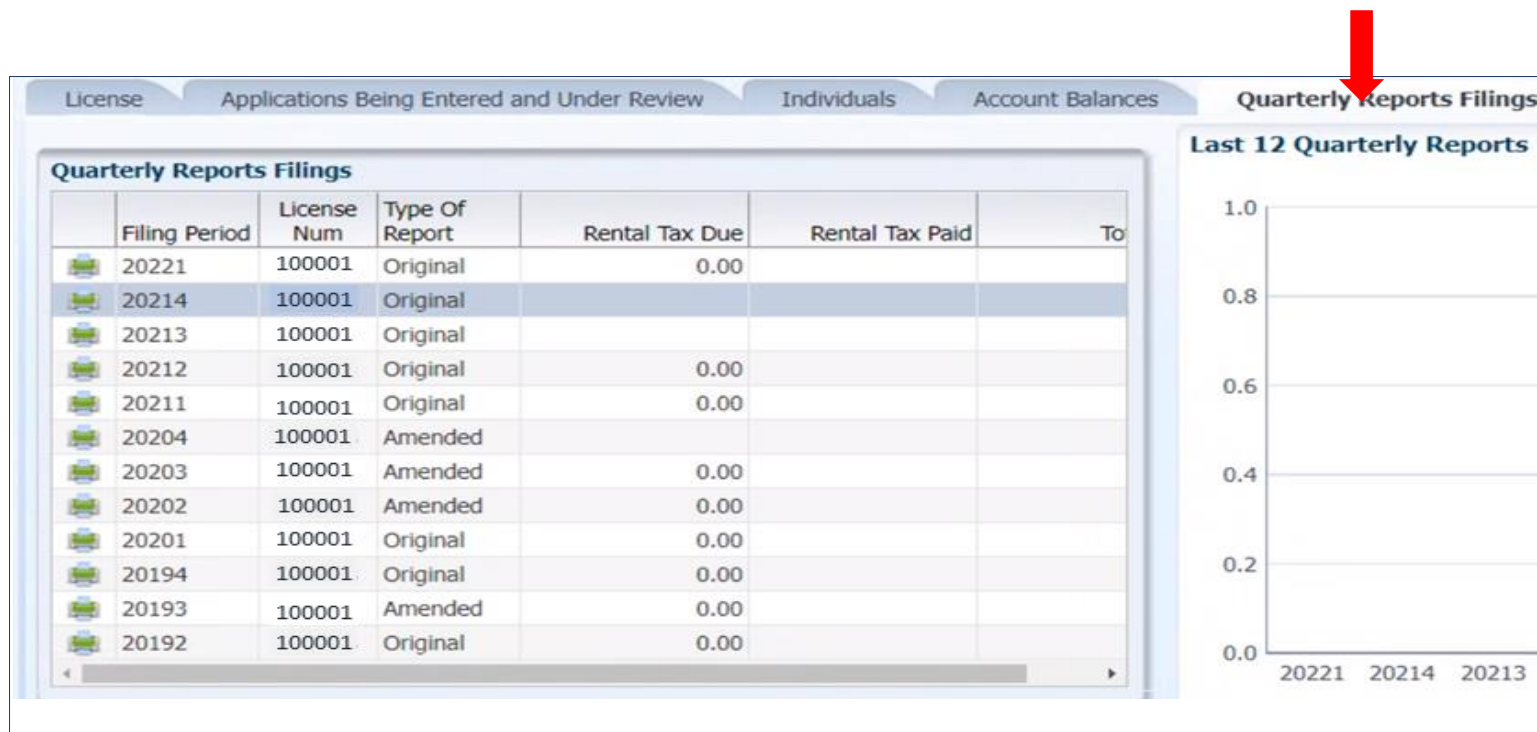 License Applications Being Entered and Under Review Individuals Account Balances Quarterly Reports Filings
Quarterly Reports Filings
Filing Period License Num Type Of Report Rental Tax Due Rental Tax Paid To
20221 100001 Original 0.00
20214 100001 Original
20213 100001 Original
20212 100001 Original 0.00
20211 100001 Original 0.00
20204 100001 Amended
20203 100001 Amended 0.00
20202 100001 Amended 0.00
20201 100001 Original 0.00
20194 100001 Original 0.00
20193 100001 Amended 0.00
20192 100001 Original 0.00
Last 12 Quarterly Reports
1.0
0.8
0.6
0.4
0.2
0.0
20221 20214 20213